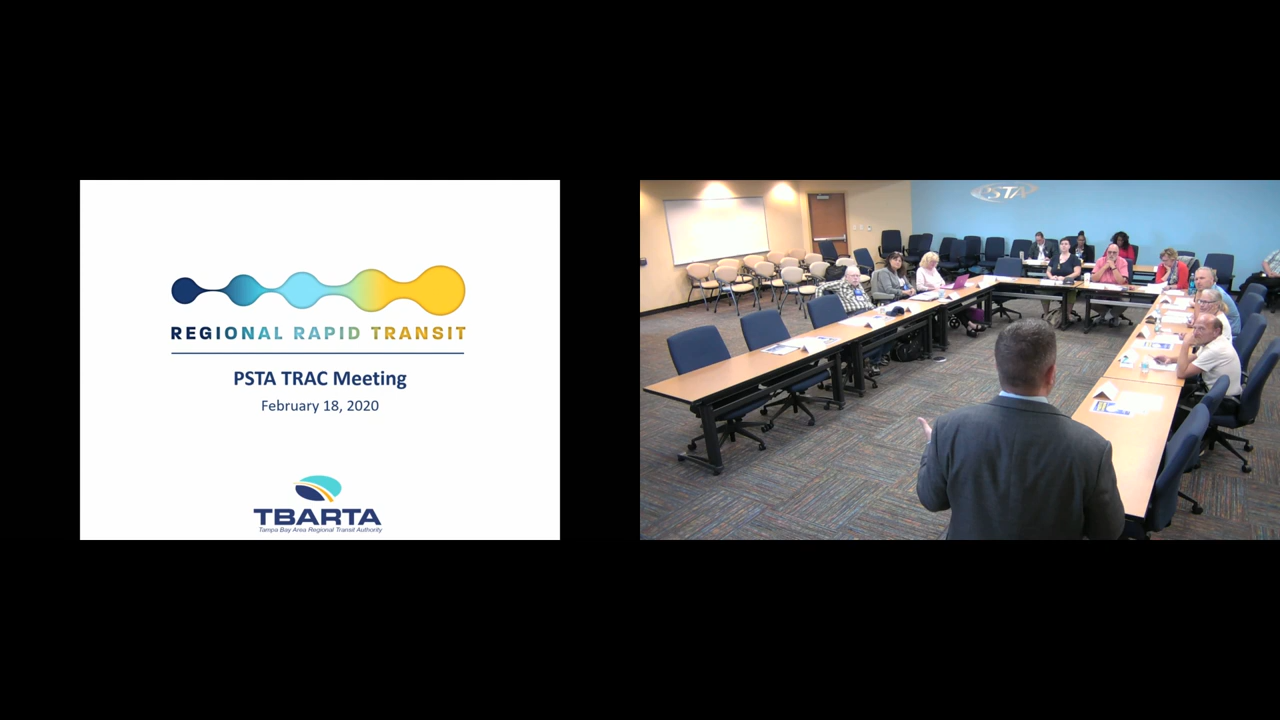 REGIONAL RAPID TRANSIT
PSTA TRAC Meeting
February 18, 2020
TBARTA
Tampa Bay Area Regional Transit Authority
PSTA